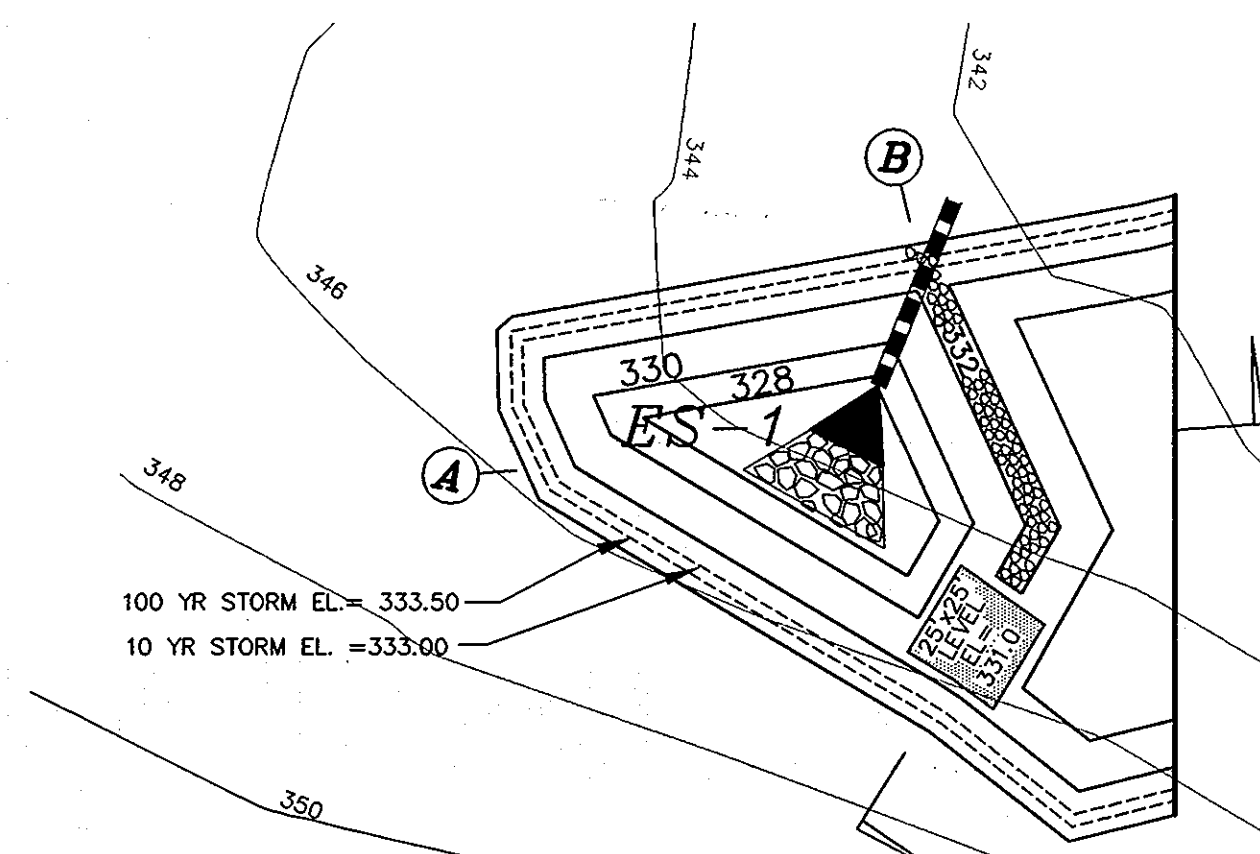 342
344
B
346
332
330
328
ES-1
A
348
25'x25'
LEVEL
EL.=
331.0
100 YR STORM EL.= 333.50
10 YR STORM EL. =333.00
350